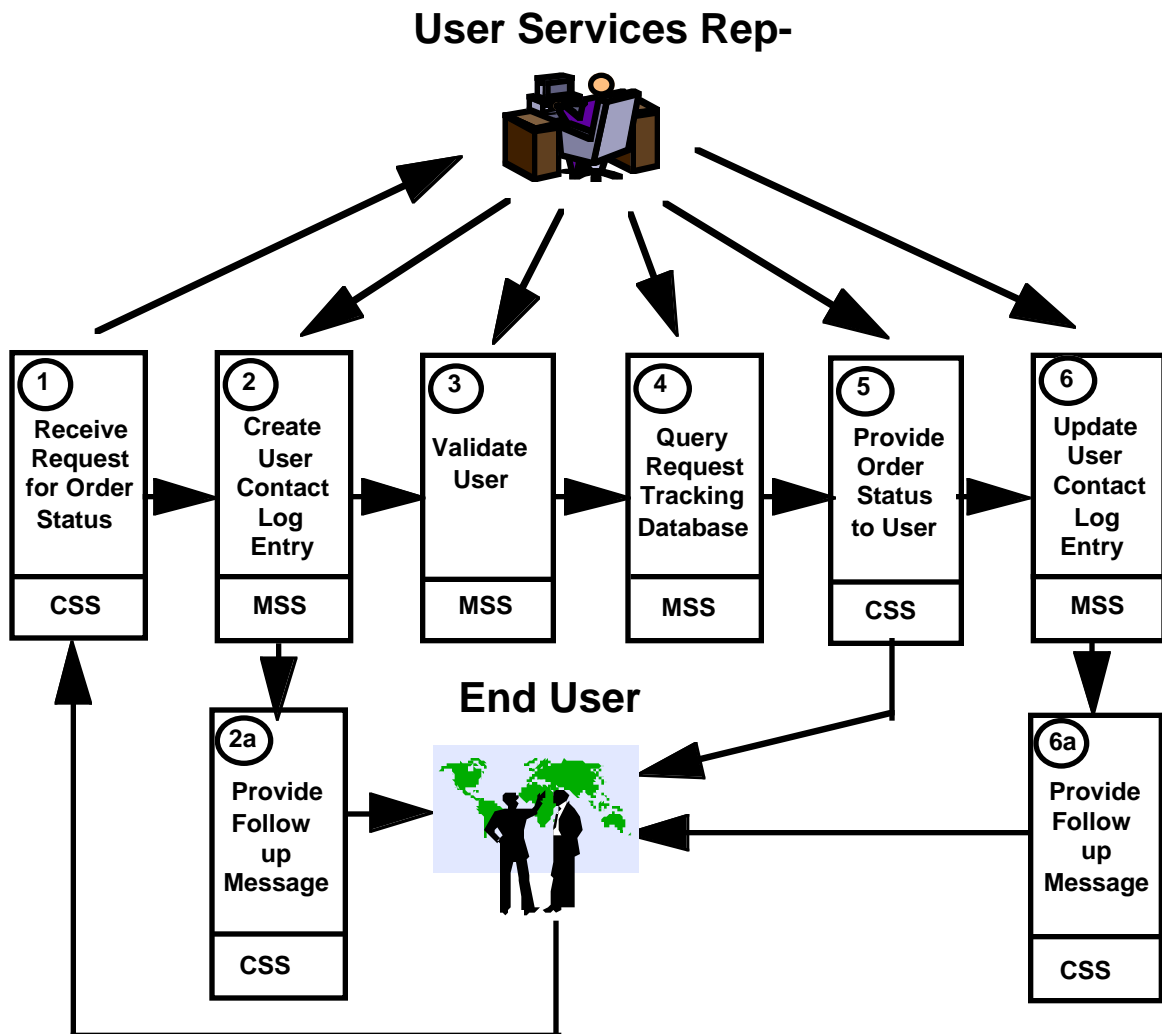 User Services Rep-
1
Receive
Request
for Order
Status
CSS
2
Create
User
Contact
Log
Entry
MSS
3
Validate
User
MSS
4
Query
Request
Tracking
Database
MSS
5
Provide
Order
Status
to User
CSS
6
Update
User
Contact
Log
Entry
MSS
2a
Provide
Follow
up
Message
CSS
End User
6a
Provide
Follow
up
Message
CSS